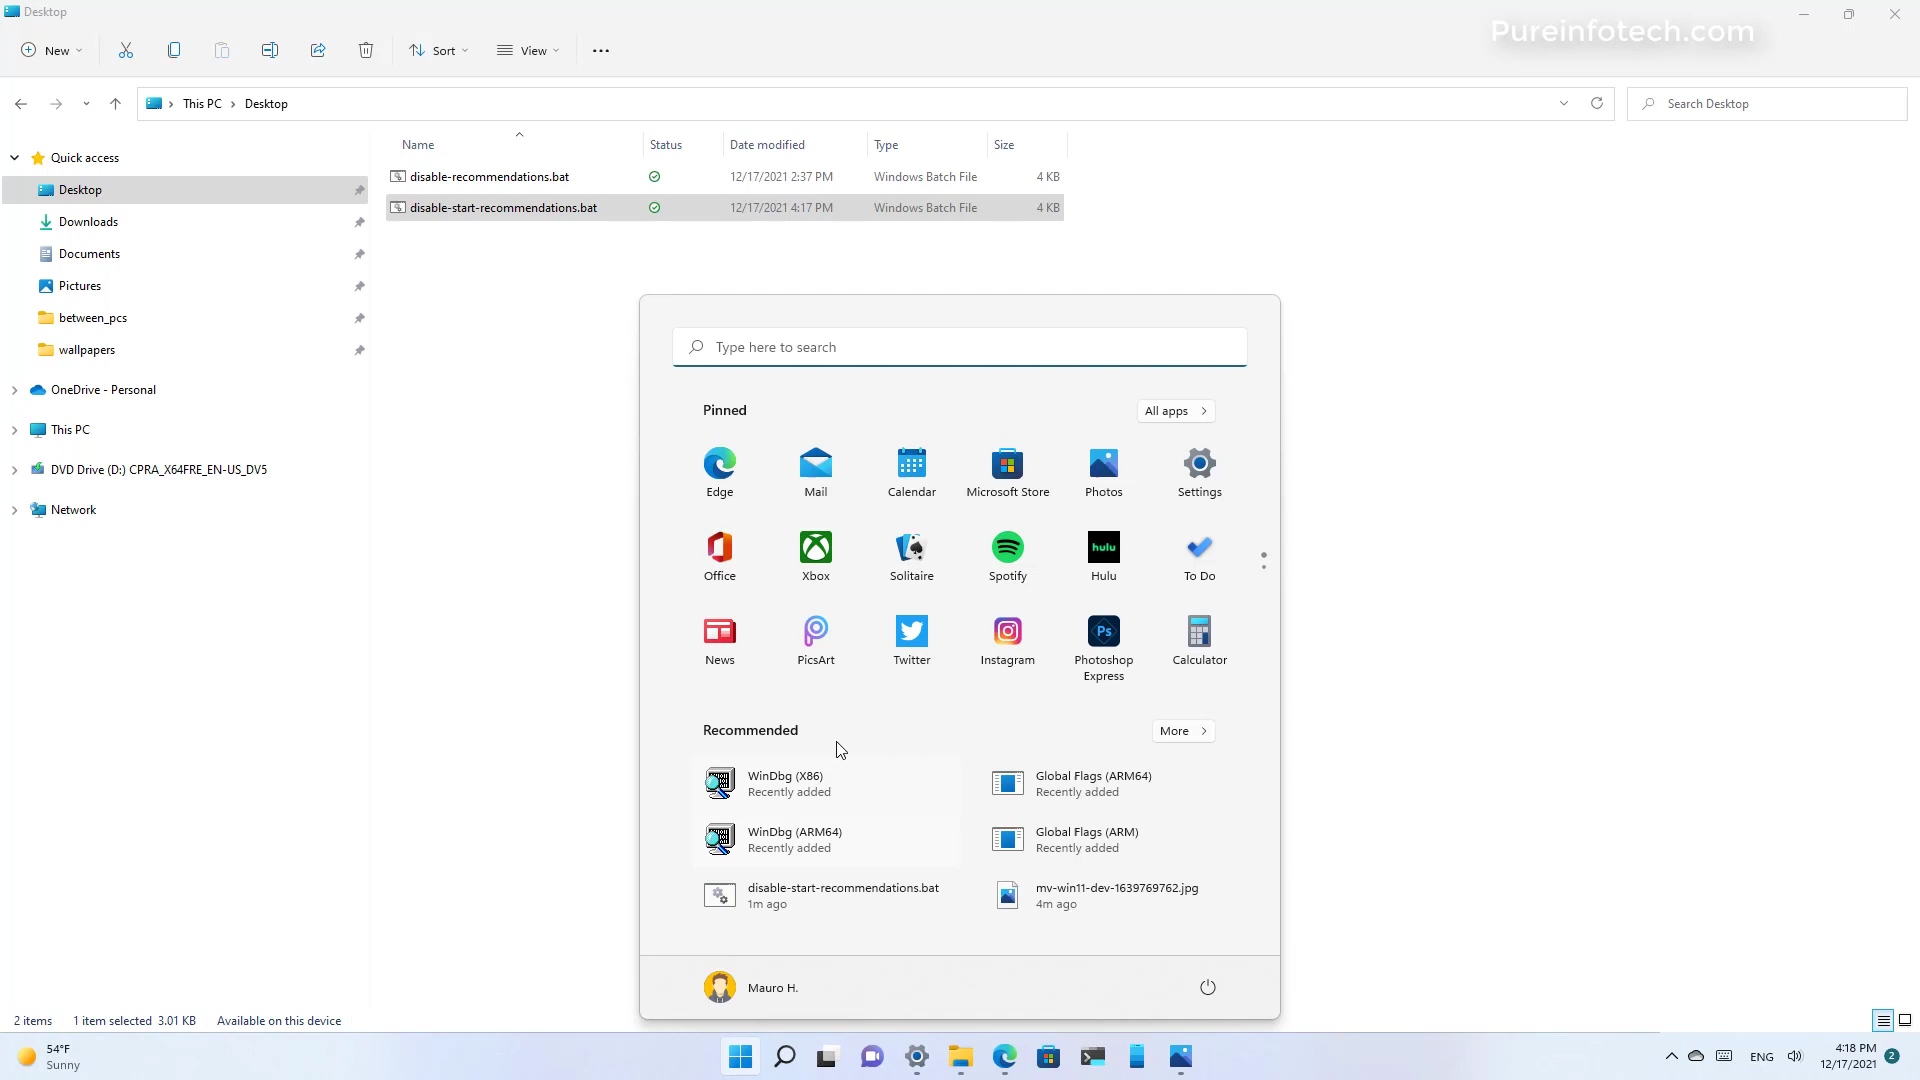 Desktop
Pureinfotech.com
New
Sort
View
This PC
Desktop
Search Desktop
Name
Status
Date modified
Type
Size
Quick access
disable-recommendations.bat
12/17/2021 2:37 PM
Windows Batch File
4 KB
Desktop
disable-start-recommendations.bat
12/17/2021 4:17 PM
Windows Batch File
4 KB
Downloads
Documents
Pictures
between_pcs
wallpapers
OneDrive - Personal
This PC
DVD Drive (D:) CPRA_X64FRE_EN-US_DV5
Network
Type here to search
Pinned
All apps
Edge
Mail
Calendar
Microsoft Store
Photos
Settings
Office
Xbox
Solitaire
Spotify
hulu
Hulu
To Do
News
PicsArt
Twitter
Instagram
Ps
Photoshop
Express
Calculator
Recommended
More
WinDbg (X86)
Recently added
Global Flags (ARM64)
Recently added
WinDbg (ARM64)
Recently added
Global Flags (ARM)
Recently added
disable-start-recommendations.bat
1m ago
mv-win11-dev-1639769762.jpg
4m ago
Mauro H.
2 items
1 item selected 3.01 KB
Available on this device
54°F
Sunny
ENG
4:18 PM
12/17/2021
2